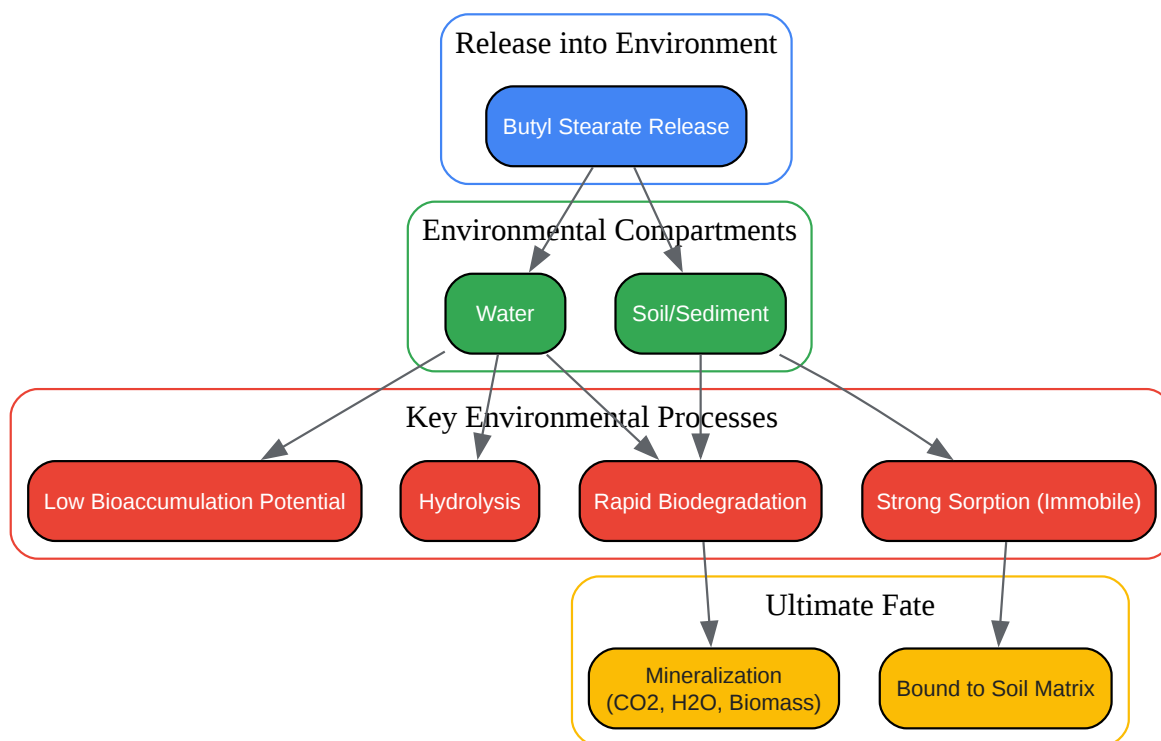 Release into Environment
Butyl Stearate Release
Environmental Compartments
Water
Soil/Sediment
Key Environmental Processes
Low Bioaccumulation Potential
Hydrolysis
Rapid Biodegradation
Strong Sorption (Immobile)
Ultimate Fate
Mineralization
(CO2, H2O, Biomass)
Bound to Soil Matrix